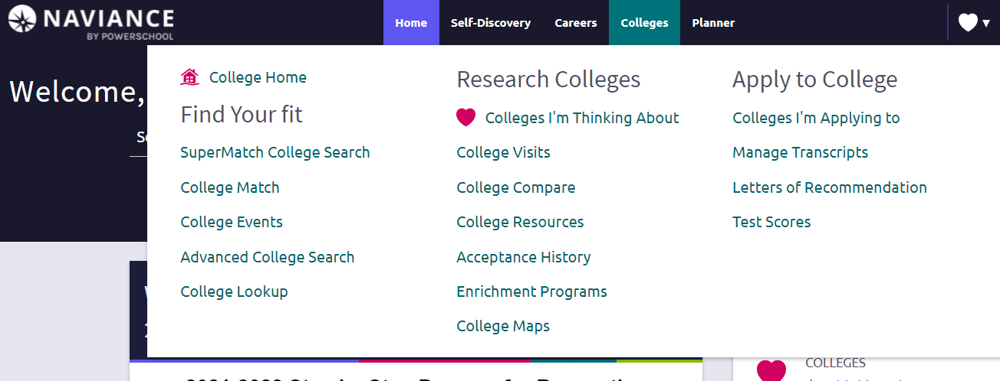 NAVIANCE
BY POWERSCHOOL
Home Self-Discovery Careers Colleges Planner
Welcome,
College Home
Find Your fit
SuperMatch College Search
College Match
College Events
Advanced College Search
College Lookup
Research Colleges
Colleges I'm Thinking About
College Visits
College Compare
College Resources
Acceptance History
Enrichment Programs
College Maps
Apply to College
Colleges I'm Applying to
Manage Transcripts
Letters of Recommendation
Test Scores
COLLEGES